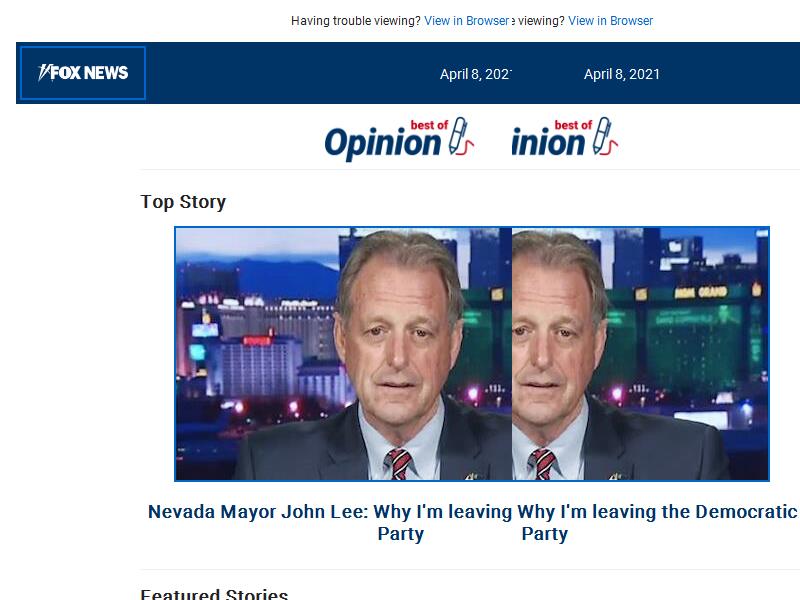 Having trouble viewing? View in Browser e viewing? View in Browser
FOX NEWS
April 8, 202 April 8, 2021
best of best of
Opinion inion
Top Story
MGM GRAND
Nevada Mayor John Lee: Why I'm leaving Why I'm leaving the Democratic
Party Party
Featured Stories